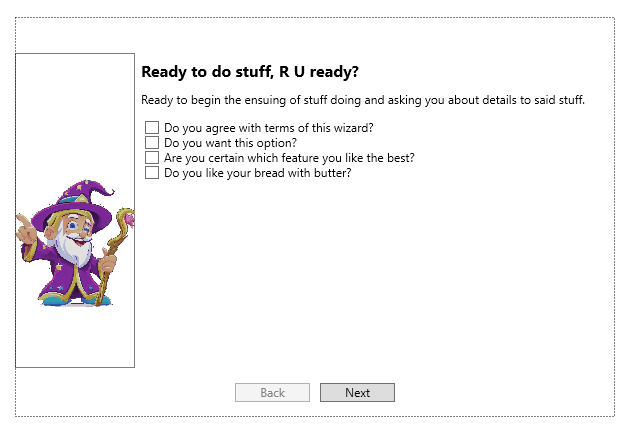 Ready to do stuff, R U ready?
Ready to begin the ensuing of stuff doing and asking you about details to said stuff.
Do you agree with terms of this wizard?
Do you want this option?
Are you certain which feature you like the best?
Do you like your bread with butter?
Back Next